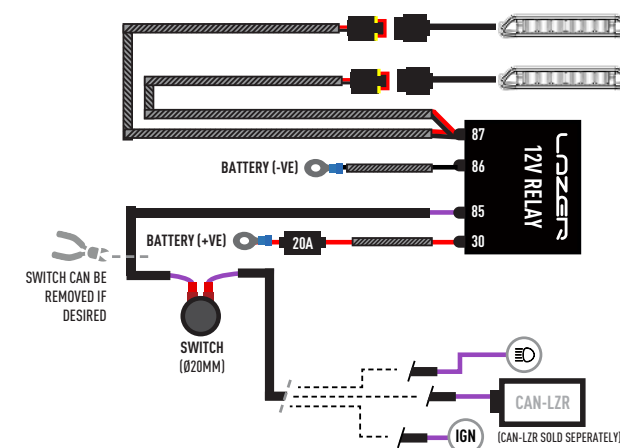 87
BATTERY (-VE)
86
LAZER
12V RELAY
85
BATTERY (+VE)
20A
30
SWITCH CAN BE
REMOVED IF
DESIRED
SWITCH
(Ø20MM)
CAN-LZR
IGN
(CAN-LZR SOLD SEPERATELY)